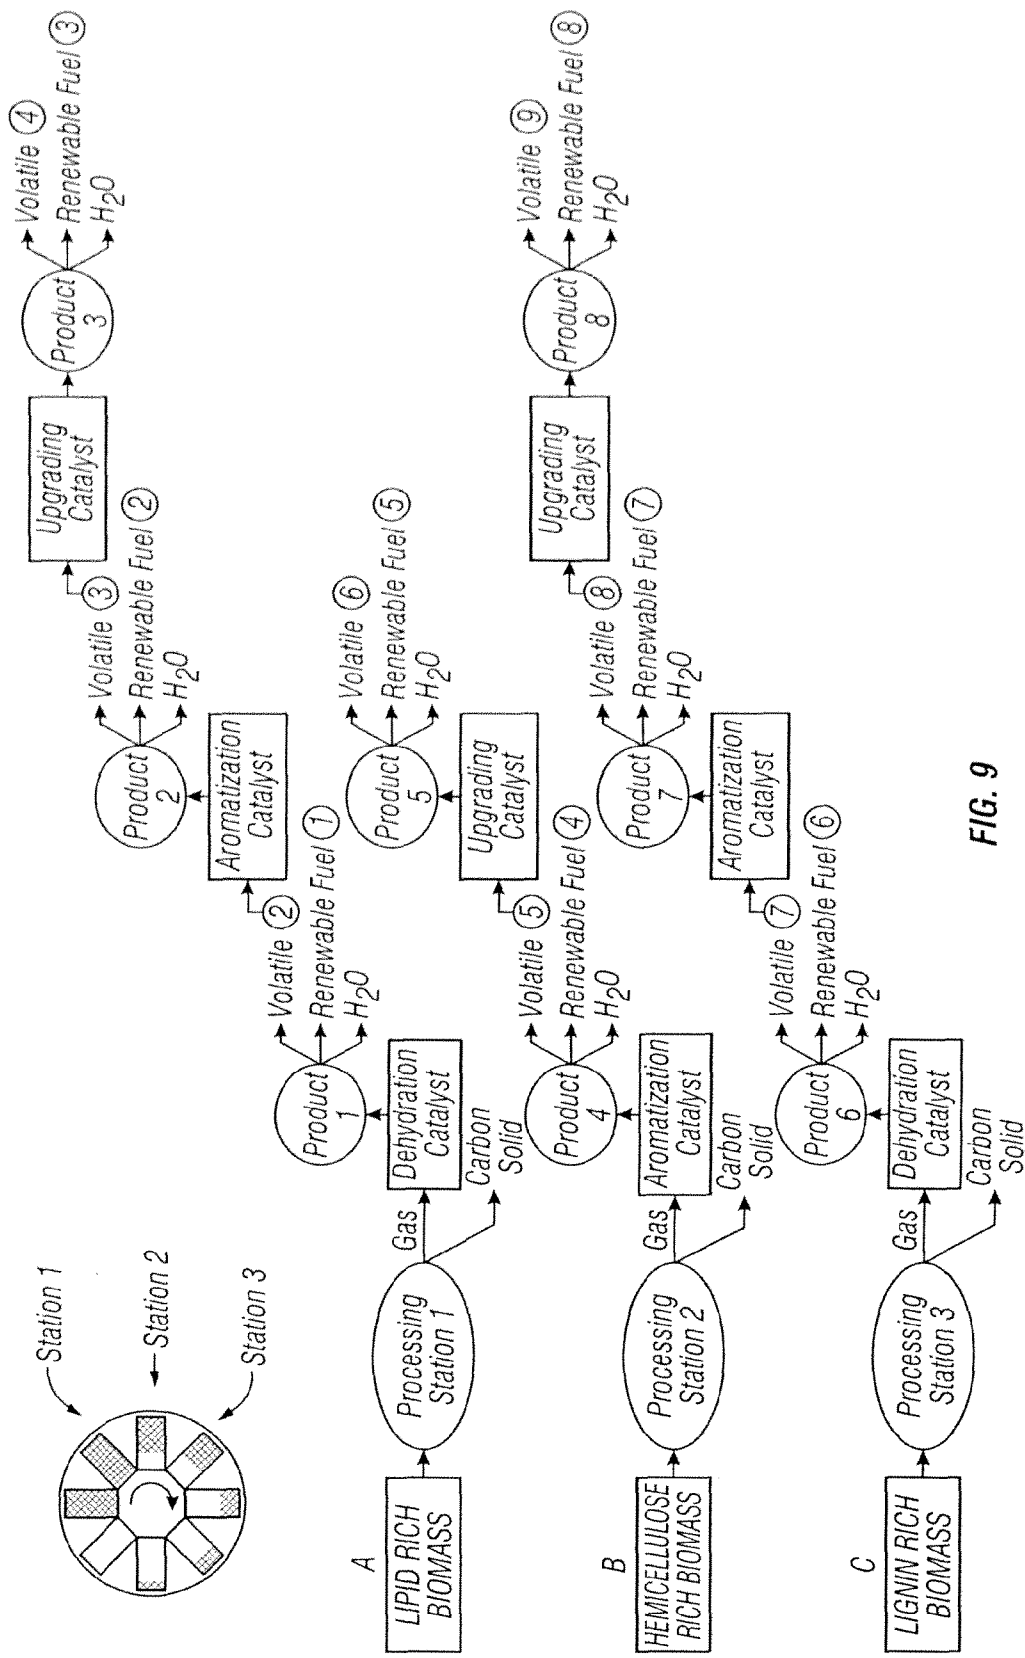 Station 1
Station 2
Station 3
A
LIPID RICH
BIOMASS
Processing
Station 1
Gas
Carbon
Solid
Dehydration
Catalyst
Product
1
Volatile 2
Renewable Fuel 1
H2O
Aromatization
Catalyst
Product
2
Volatile 3
Renewable Fuel 2
H2O
Upgrading
Catalyst
Product
3
Volatile 4
Renewable Fuel 3
H2O
B
HEMICELLULOSE
RICH BIOMASS
Processing
Station 2
Gas
Carbon
Solid
Aromatization
Catalyst
Product
4
Volatile 5
Renewable Fuel 4
H2O
Upgrading
Catalyst
Product
5
Volatile 6
Renewable Fuel 5
H2O
C
LIGNIN RICH
BIOMASS
Processing
Station 3
Gas
Carbon
Solid
Dehydration
Catalyst
Product
6
Volatile 7
Renewable Fuel 6
H2O
Aromatization
Catalyst
Product
7
Volatile 8
Renewable Fuel 7
H2O
Upgrading
Catalyst
Product
8
Volatile 9
Renewable Fuel 8
H2O
FIG. 9